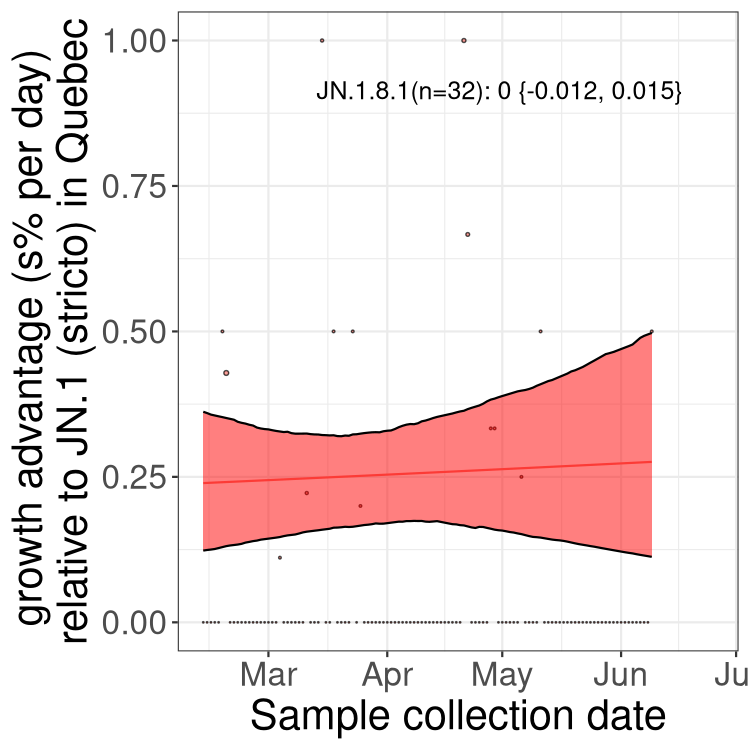 growth advantage (s% per day)
relative to JN.1 (stricto) in Quebec
1.00
0.75
0.50
0.25
0.00
JN.1.8.1(n=32): 0 {-0.012, 0.015}
Mar
Apr
May
Jun
Ju
Sample collection date